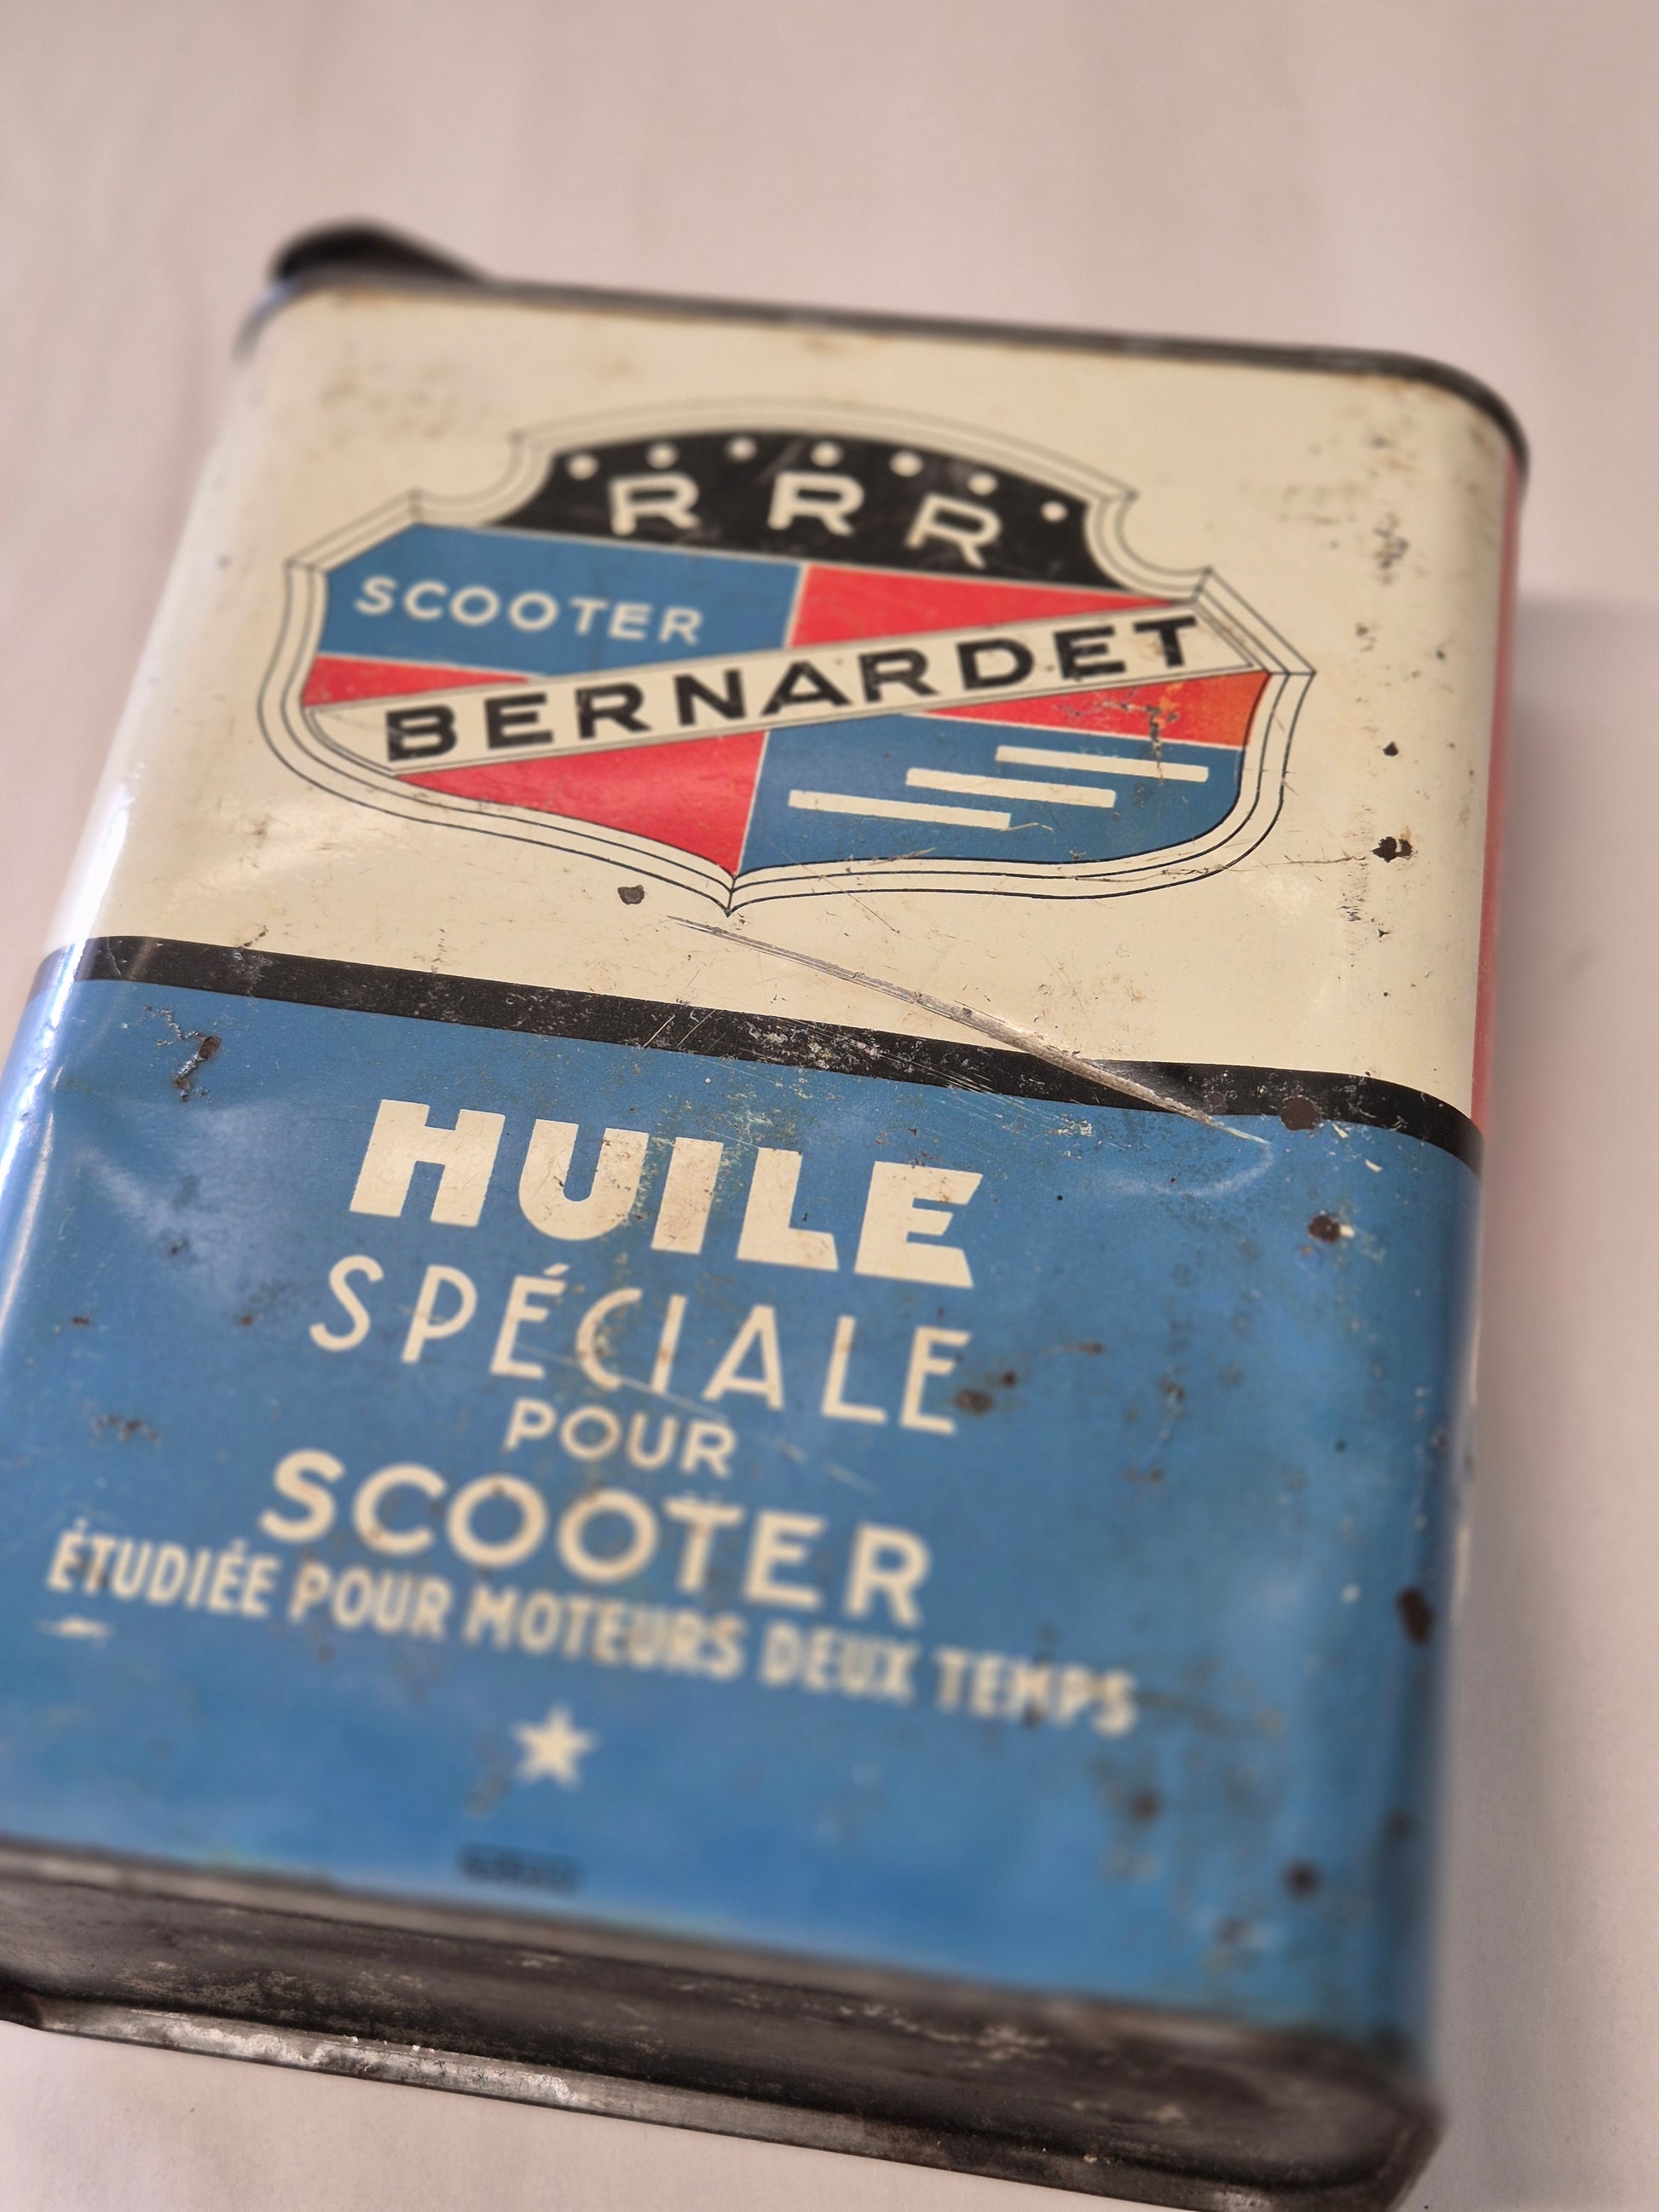 RRR
SCOOTER
BERNARDET
HUILE
SPÉCIALE
POUR
SCOOTER
ÉTUDIÉE POUR MOTEURS DEUX TEMPS